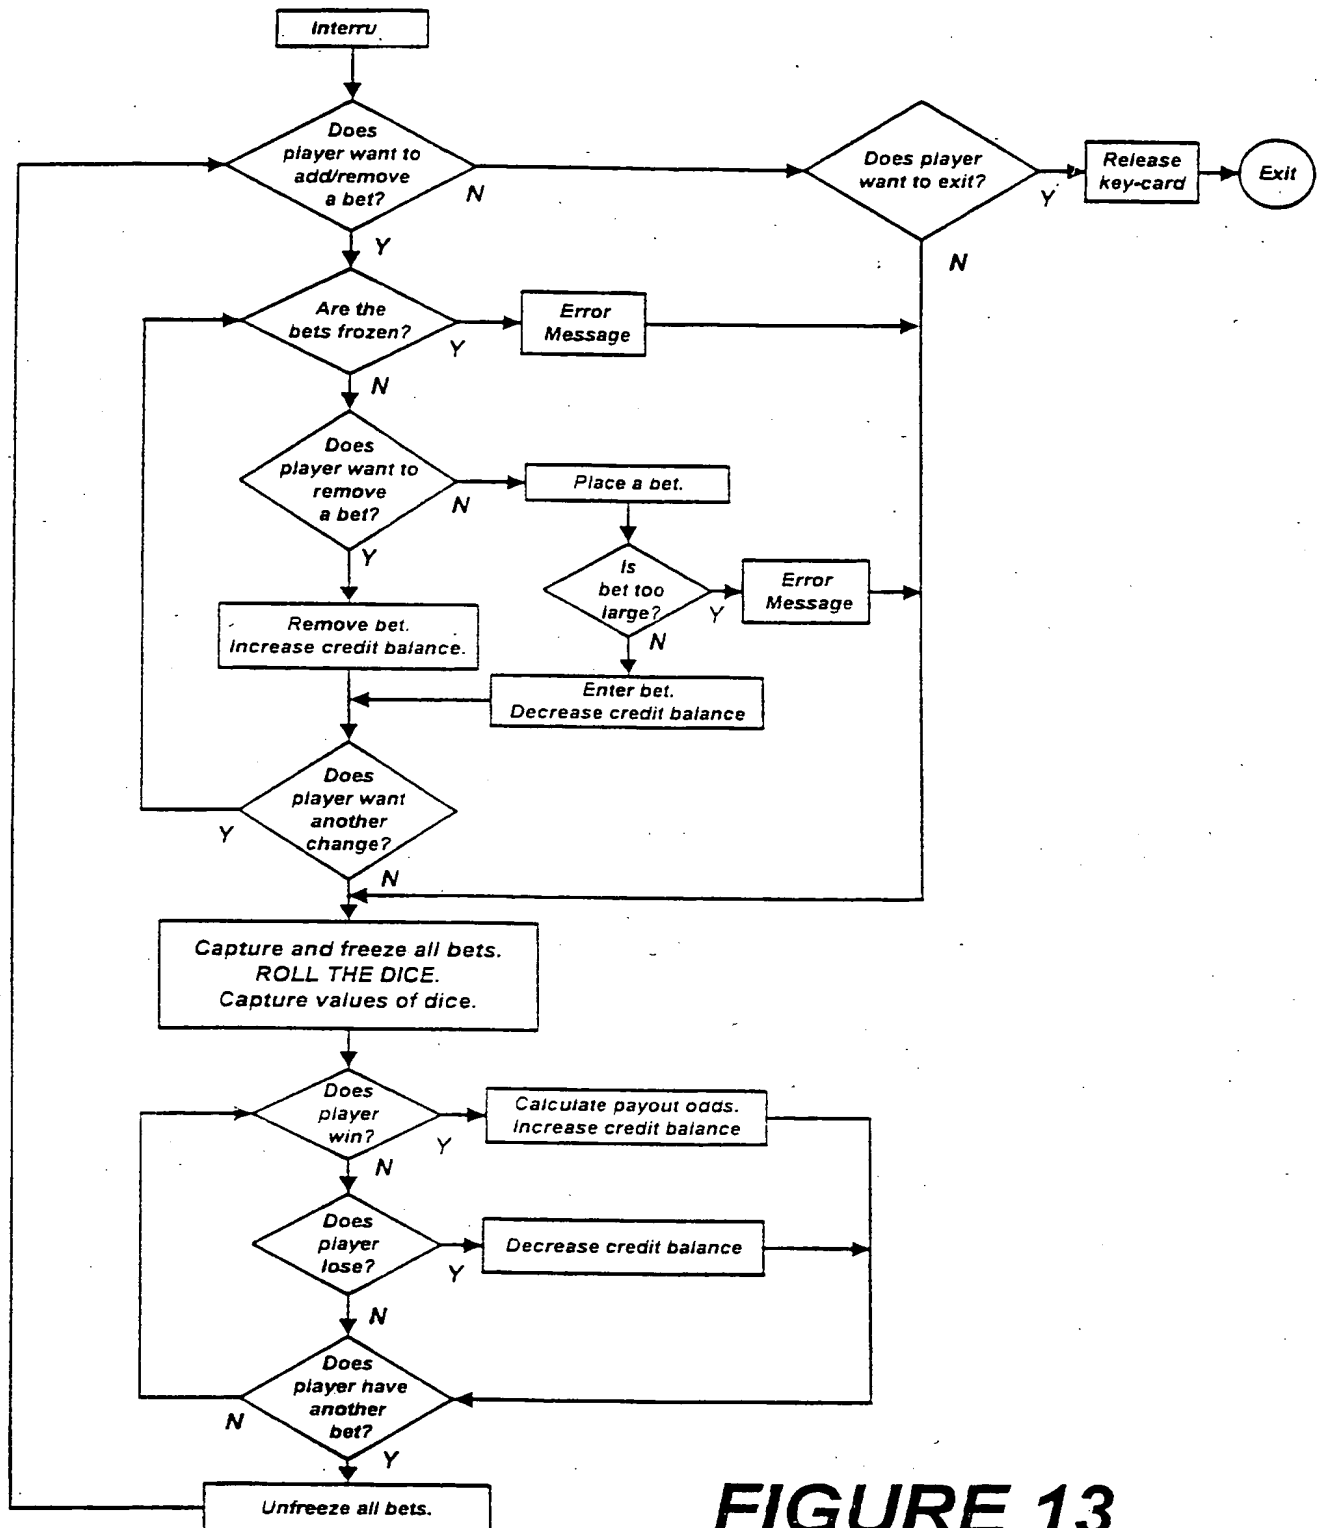 Interru
Does
player want to
add/remove
a bet?
N
Y
Does player
want to exit?
Y
N
Release
key-card
Exit
Are the
bets frozen?
Y
N
Error
Message
Does
player want to
remove
a bet?
N
Y
Place a bet.
Is
bet too
large?
Y
N
Error
Message
Remove bet.
Increase credit balance.
Enter bet.
Decrease credit balance
Does
player want
another
change?
Y
N
Capture and freeze all bets.
ROLL THE DICE.
Capture values of dice.
Does
player
win?
Y
N
Calculate payout odds.
Increase credit balance
Does
player
lose?
Y
N
Decrease credit balance
Does
player have
another
bet?
N
Y
Unfreeze all bets.
FIGURE 13